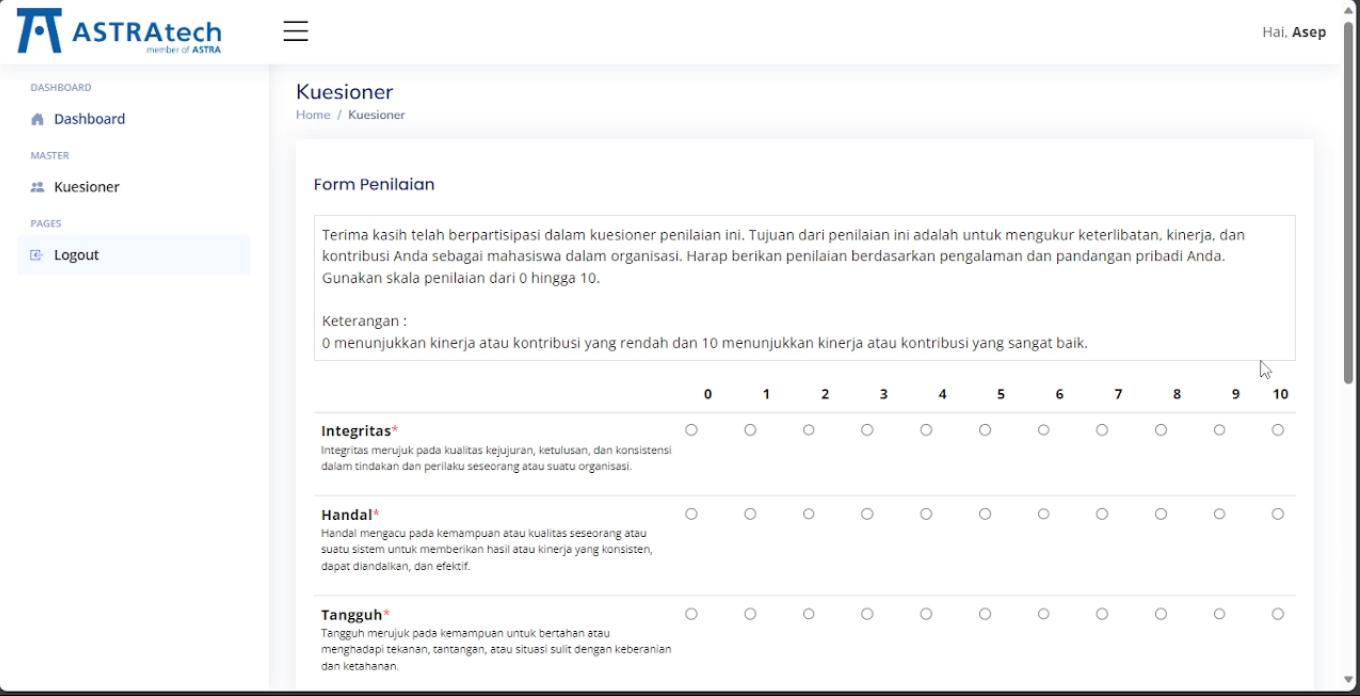 ASTRAtech
member of ASTRA
Hai, Asep
DASHBOARD
Dashboard
MASTER
Kuesioner
PAGES
Logout
Kuesioner
Home / Kuesioner
Form Penilaian
Terima kasih telah berpartisipasi dalam kuesioner penilaian ini. Tujuan dari penilaian ini adalah untuk mengukur keterlibatan, kinerja, dan
kontribusi Anda sebagai mahasiswa dalam organisasi. Harap berikan penilaian berdasarkan pengalaman dan pandangan pribadi Anda.
Gunakan skala penilaian dari 0 hingga 10.
Keterangan :
0 menunjukkan kinerja atau kontribusi yang rendah dan 10 menunjukkan kinerja atau kontribusi yang sangat baik.
0 1 2 3 4 5 6 7 8 9 10
Integritas*
Integritas merujuk pada kualitas kejujuran, ketulusan, dan konsistensi
dalam tindakan dan perilaku seseorang atau suatu organisasi.
Handal*
Handal mengacu pada kemampuan atau kualitas seseorang atau
suatu sistem untuk memberikan hasil atau kinerja yang konsisten,
dapat diandalkan, dan efektif.
Tangguh*
Tangguh merujuk pada kemampuan untuk bertahan atau
menghadapi tekanan, tantangan, atau situasi sulit dengan keberanian
dan ketahanan.